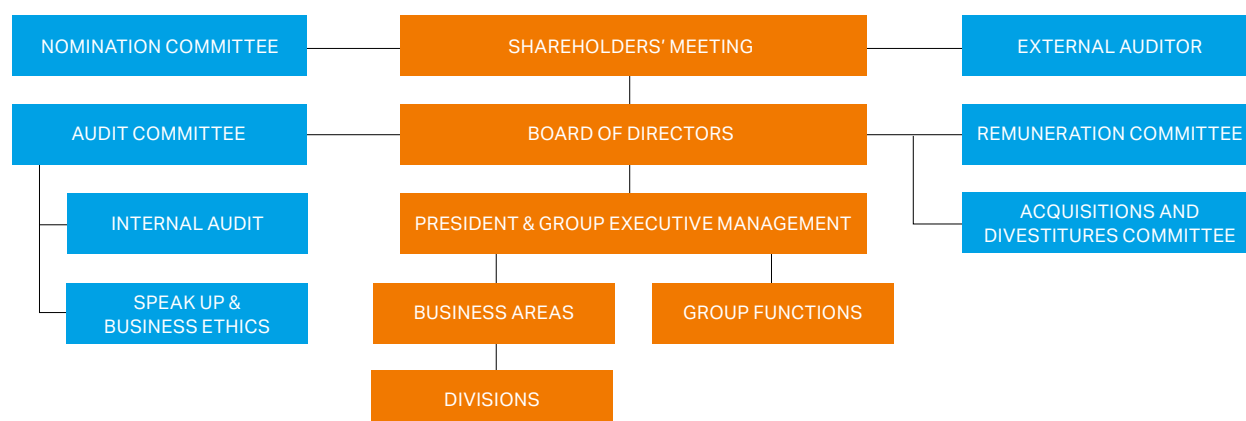 NOMINATION COMMITTEE
SHAREHOLDERS’ MEETING
EXTERNAL AUDITOR
AUDIT COMMITTEE
BOARD OF DIRECTORS
REMUNERATION COMMITTEE
INTERNAL AUDIT
PRESIDENT & GROUP EXECUTIVE MANAGEMENT
ACQUISITIONS AND
DIVESTITURES COMMITTEE
SPEAK UP &
BUSINESS ETHICS
BUSINESS AREAS
GROUP FUNCTIONS
DIVISIONS